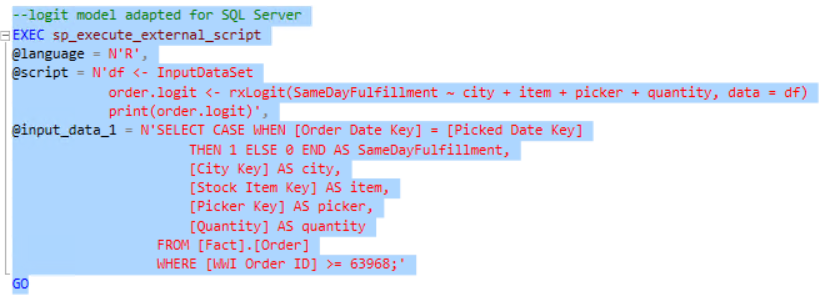 --logit model adapted for SQL Server
EXEC sp_execute_external_script
@language = N'R',
@script = N'df <- InputDataSet
order.logit <- rxLogit(SameDayFulfillment ~ city + item + picker + quantity, data = df)
print(order.logit)',
@input_data_1 = N'SELECT CASE WHEN [Order Date Key] = [Picked Date Key]
THEN 1 ELSE 0 END AS SameDayFulfillment,
[City Key] AS city,
[Stock Item Key] AS item,
[Picker Key] AS picker,
[Quantity] AS quantity
FROM [Fact].[Order]
WHERE [WWI Order ID] >= 63968;'
GO